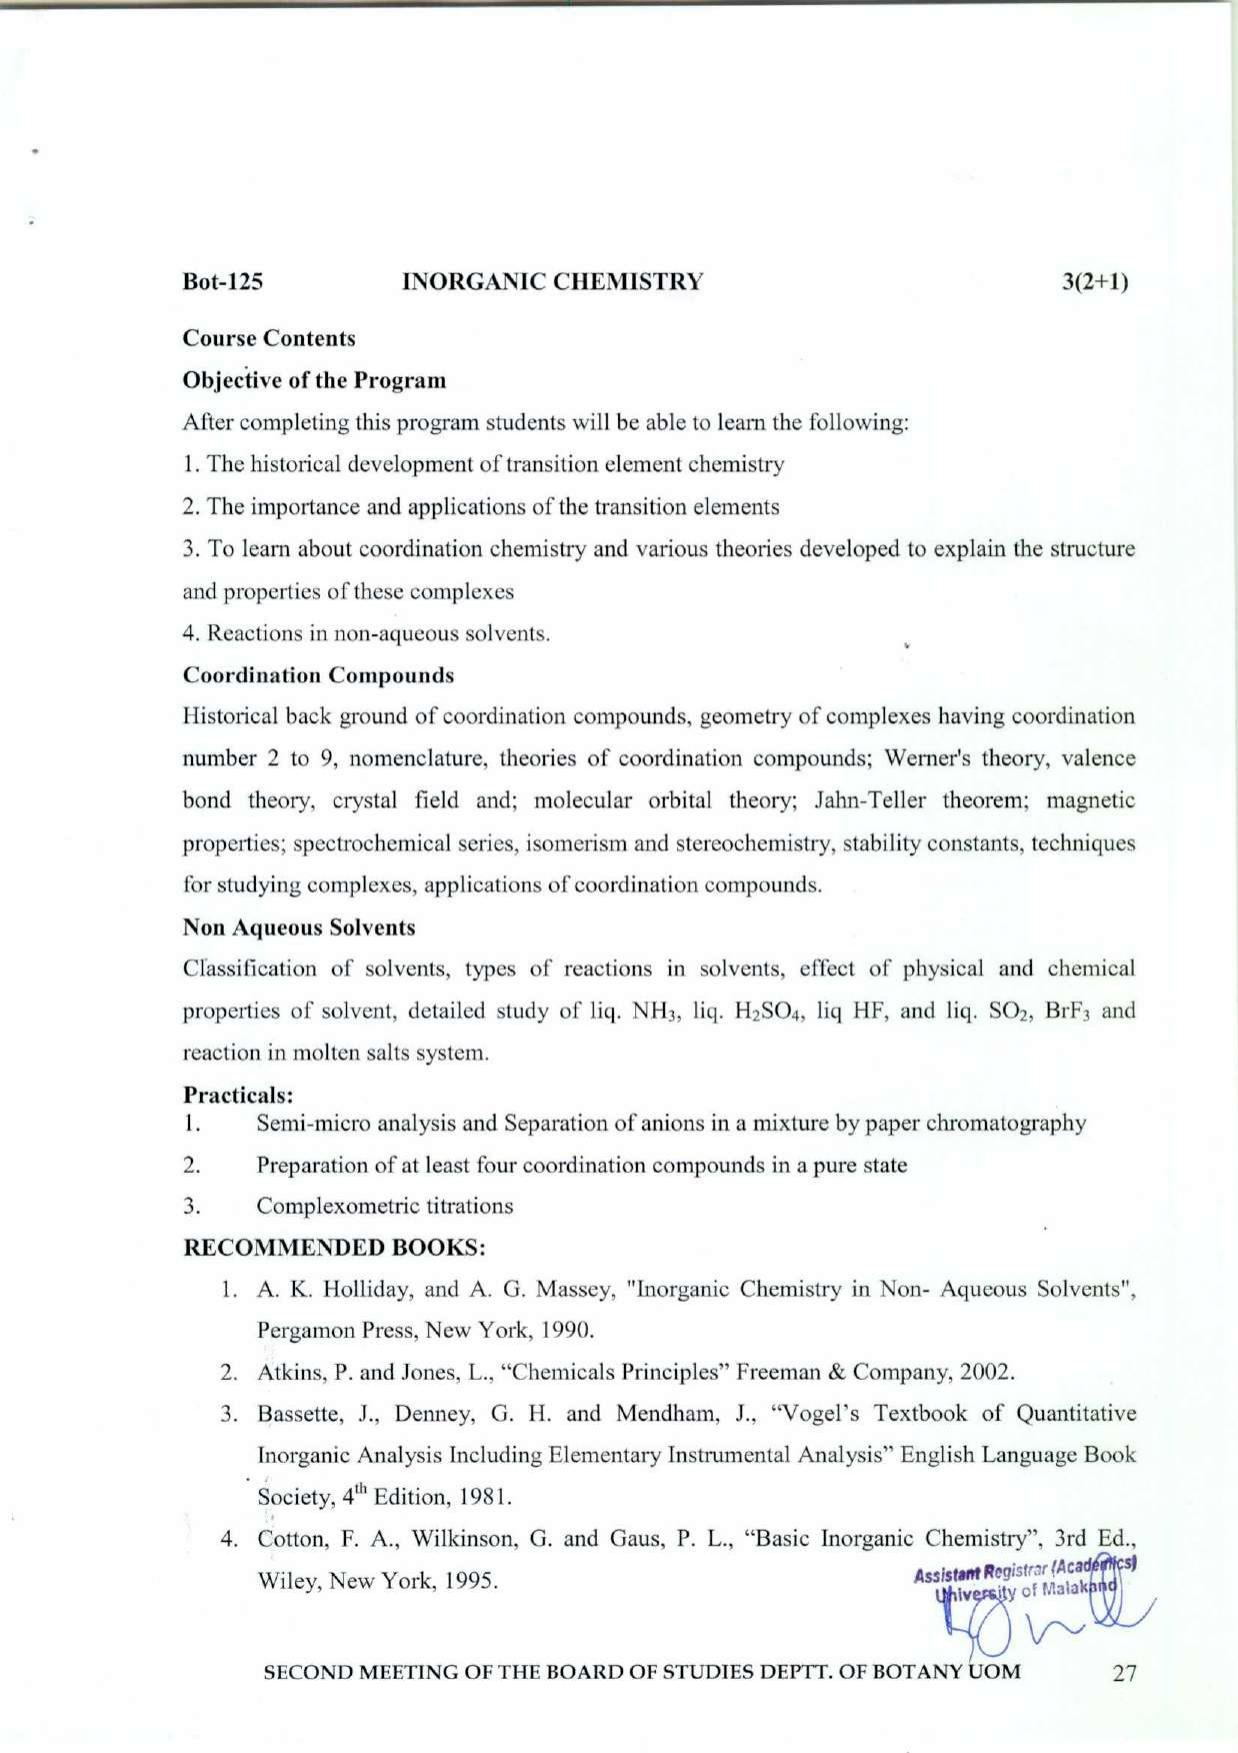 Bot-125 INORGANIC CHEMISTRY 3(2+1)
Course Contents
Objective of the Program
After completing this program students will be able to learn the following:
1. The historical development of transition element chemistry
2. The importance and applications of the transition elements
3. To learn about coordination chemistry and various theories developed to explain the structure
and properties of these complexes
4. Reactions in non-aqueous solvents.
Coordination Compounds
Historical back ground of coordination compounds, geometry of complexes having coordination
number 2 to 9, nomenclature, theories of coordination compounds; Werner's theory, valence
bond theory, crystal field and; molecular orbital theory; Jahn-Teller theorem; magnetic
properties; spectrochemical series, isomerism and stereochemistry, stability constants, techniques
for studying complexes, applications of coordination compounds.
Non Aqueous Solvents
Classification of solvents, types of reactions in solvents, effect of physical and chemical
properties of solvent, detailed study of liq. NH₃, liq. H₂SO₄, liq HF, and liq. SO₂, BrF₃ and
reaction in molten salts system.
Practicals:
1. Semi-micro analysis and Separation of anions in a mixture by paper chromatography
2. Preparation of at least four coordination compounds in a pure state
3. Complexometric titrations
RECOMMENDED BOOKS:
1. A. K. Holliday, and A. G. Massey, "Inorganic Chemistry in Non- Aqueous Solvents",
Pergamon Press, New York, 1990.
2. Atkins, P. and Jones, L., “Chemicals Principles” Freeman & Company, 2002.
3. Bassette, J., Denney, G. H. and Mendham, J., “Vogel’s Textbook of Quantitative
Inorganic Analysis Including Elementary Instrumental Analysis” English Language Book
Society, 4th Edition, 1981.
4. Cotton, F. A., Wilkinson, G. and Gaus, P. L., “Basic Inorganic Chemistry”, 3rd Ed.,
Wiley, New York, 1995.
Assistant Registrar (Academics)
University of Malakand
SECOND MEETING OF THE BOARD OF STUDIES DEPTT. OF BOTANY UOM 27